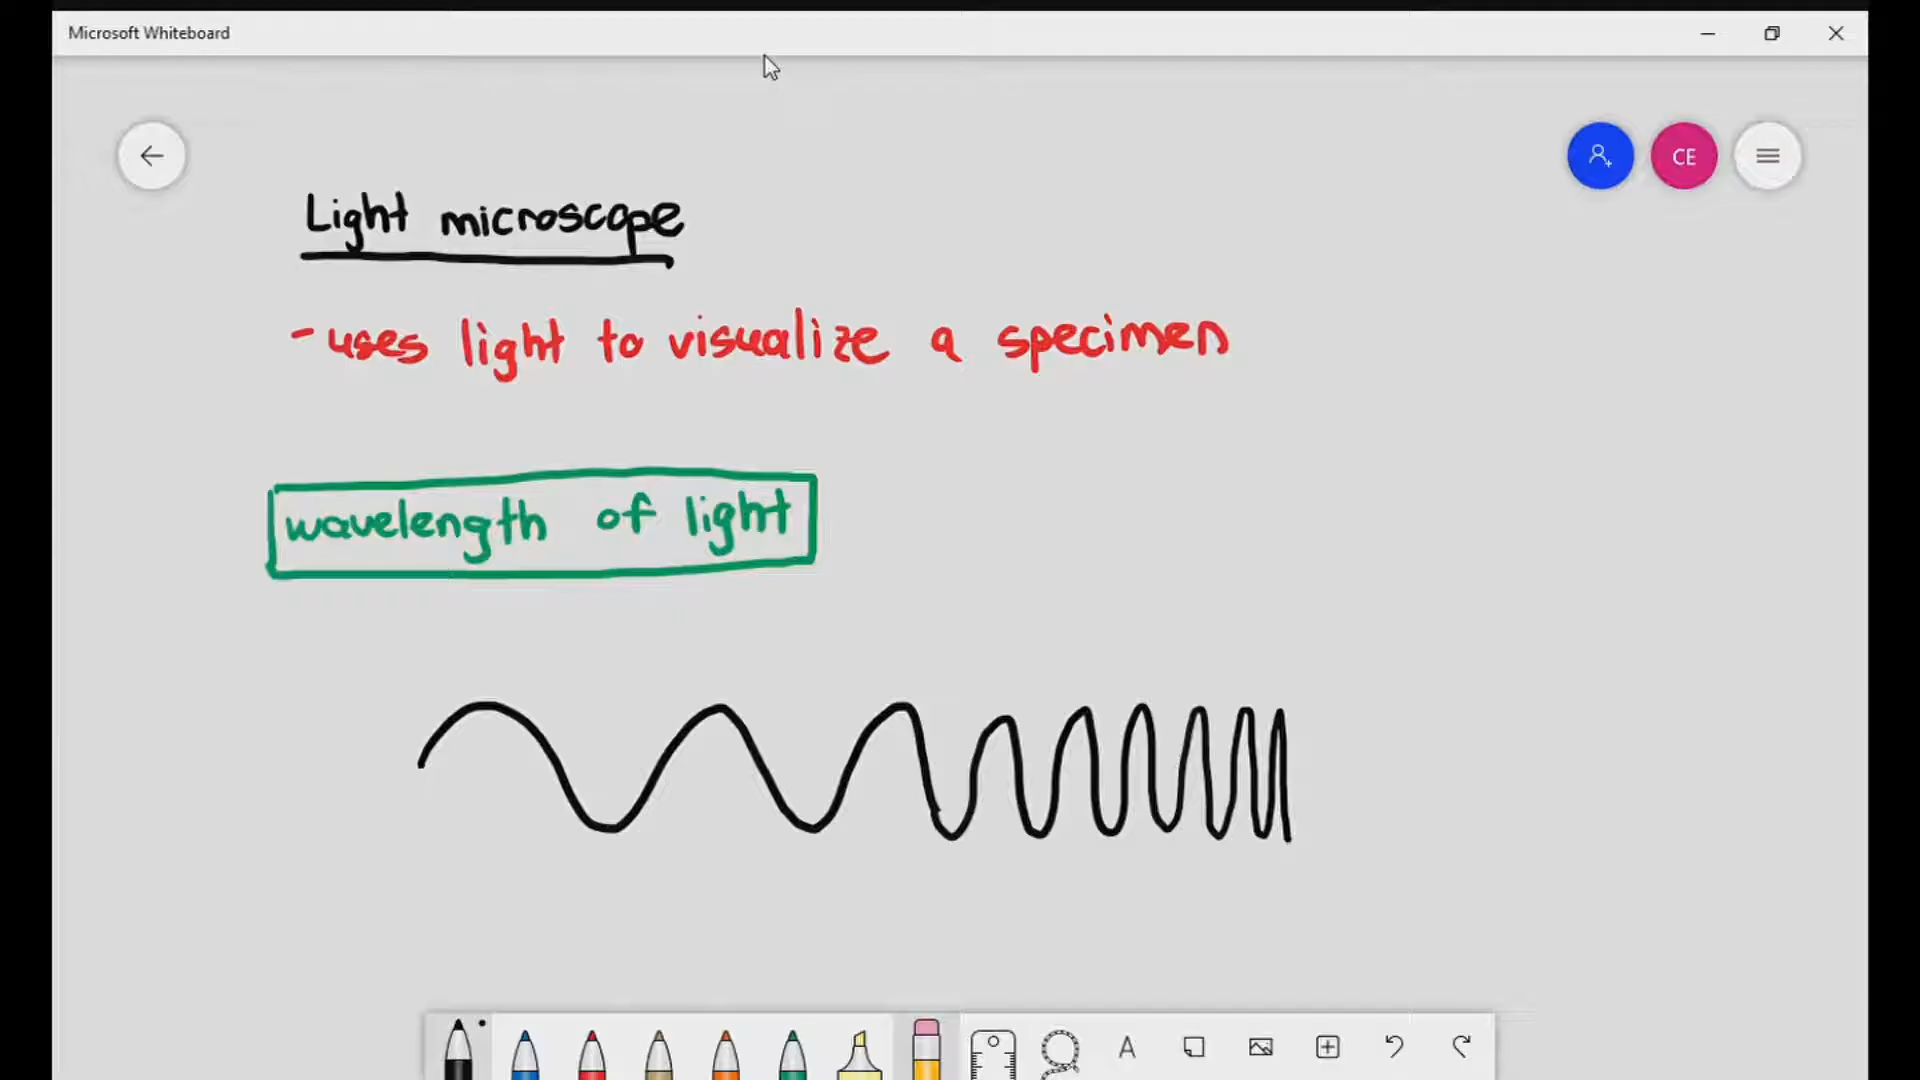 Microsoft Whiteboard
CE
Light microscope
- uses light to visualize a specimen
wavelength of light
A